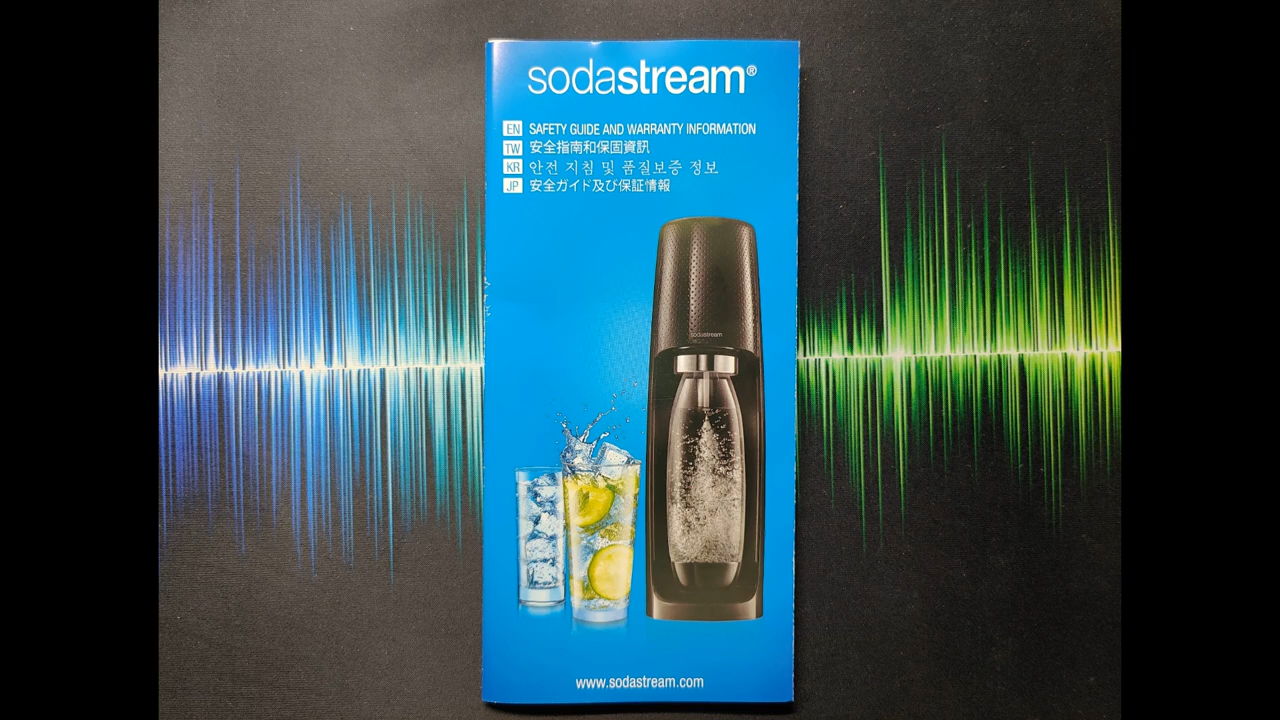 sodastream®
EN SAFETY GUIDE AND WARRANTY INFORMATION
TW 安全指南和保固資訊
KR 안전 지침 및 품질보증 정보
JP 安全ガイド及び保証情報
sodastream
www.sodastream.com